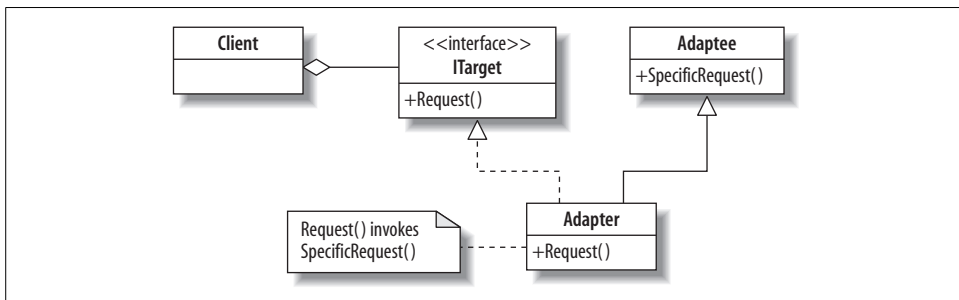 Client
<<interface>>
ITarget
+Request()
Adaptee
+SpecificRequest()
Request() invokes
SpecificRequest()
Adapter
+Request()